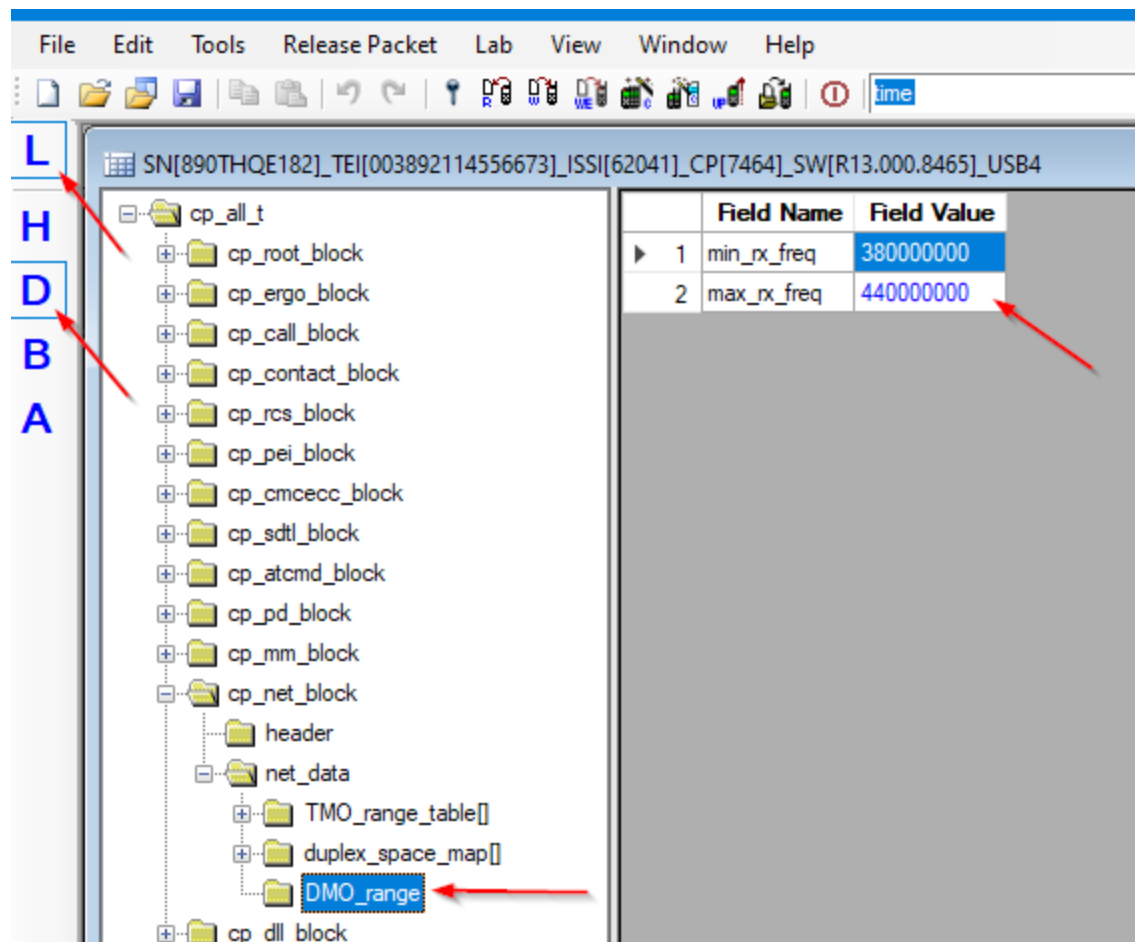 File Edit Tools Release Packet Lab View Window Help
R W WE C UP time
L
H
D
B
A
SN[890THQE182]_TEI[003892114556673]_ISSI[62041]_CP[7464]_SW[R13.000.8465]_USB4
cp_all_t
cp_root_block
cp_ergo_block
cp_call_block
cp_contact_block
cp_rcs_block
cp_pei_block
cp_cmcecc_block
cp_sdtl_block
cp_atcmd_block
cp_pd_block
cp_mm_block
cp_net_block
header
net_data
TMO_range_table[]
duplex_space_map[]
DMO_range
cp_dll_block
Field Name Field Value
1 min_rx_freq 380000000
2 max_rx_freq 440000000